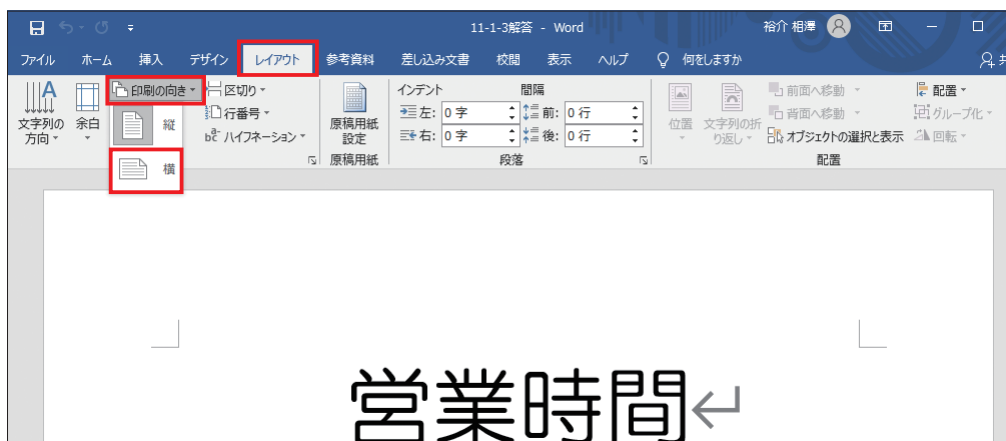 11-1-3解答 - Word
裕介 相澤
ファイル ホーム 挿入 デザイン レイアウト 参考資料 差し込み文書 校閲 表示 ヘルプ 何をしますか
文字列の方向
余白
印刷の向き
縦
横
区切り
行番号
ハイフネーション
原稿用紙設定
原稿用紙
インデント
左: 0 字
右: 0 字
間隔
前: 0 行
後: 0 行
段落
位置
文字列の折り返し
前面へ移動
背面へ移動
オブジェクトの選択と表示
配置
グループ化
回転
配置
営業時間↵